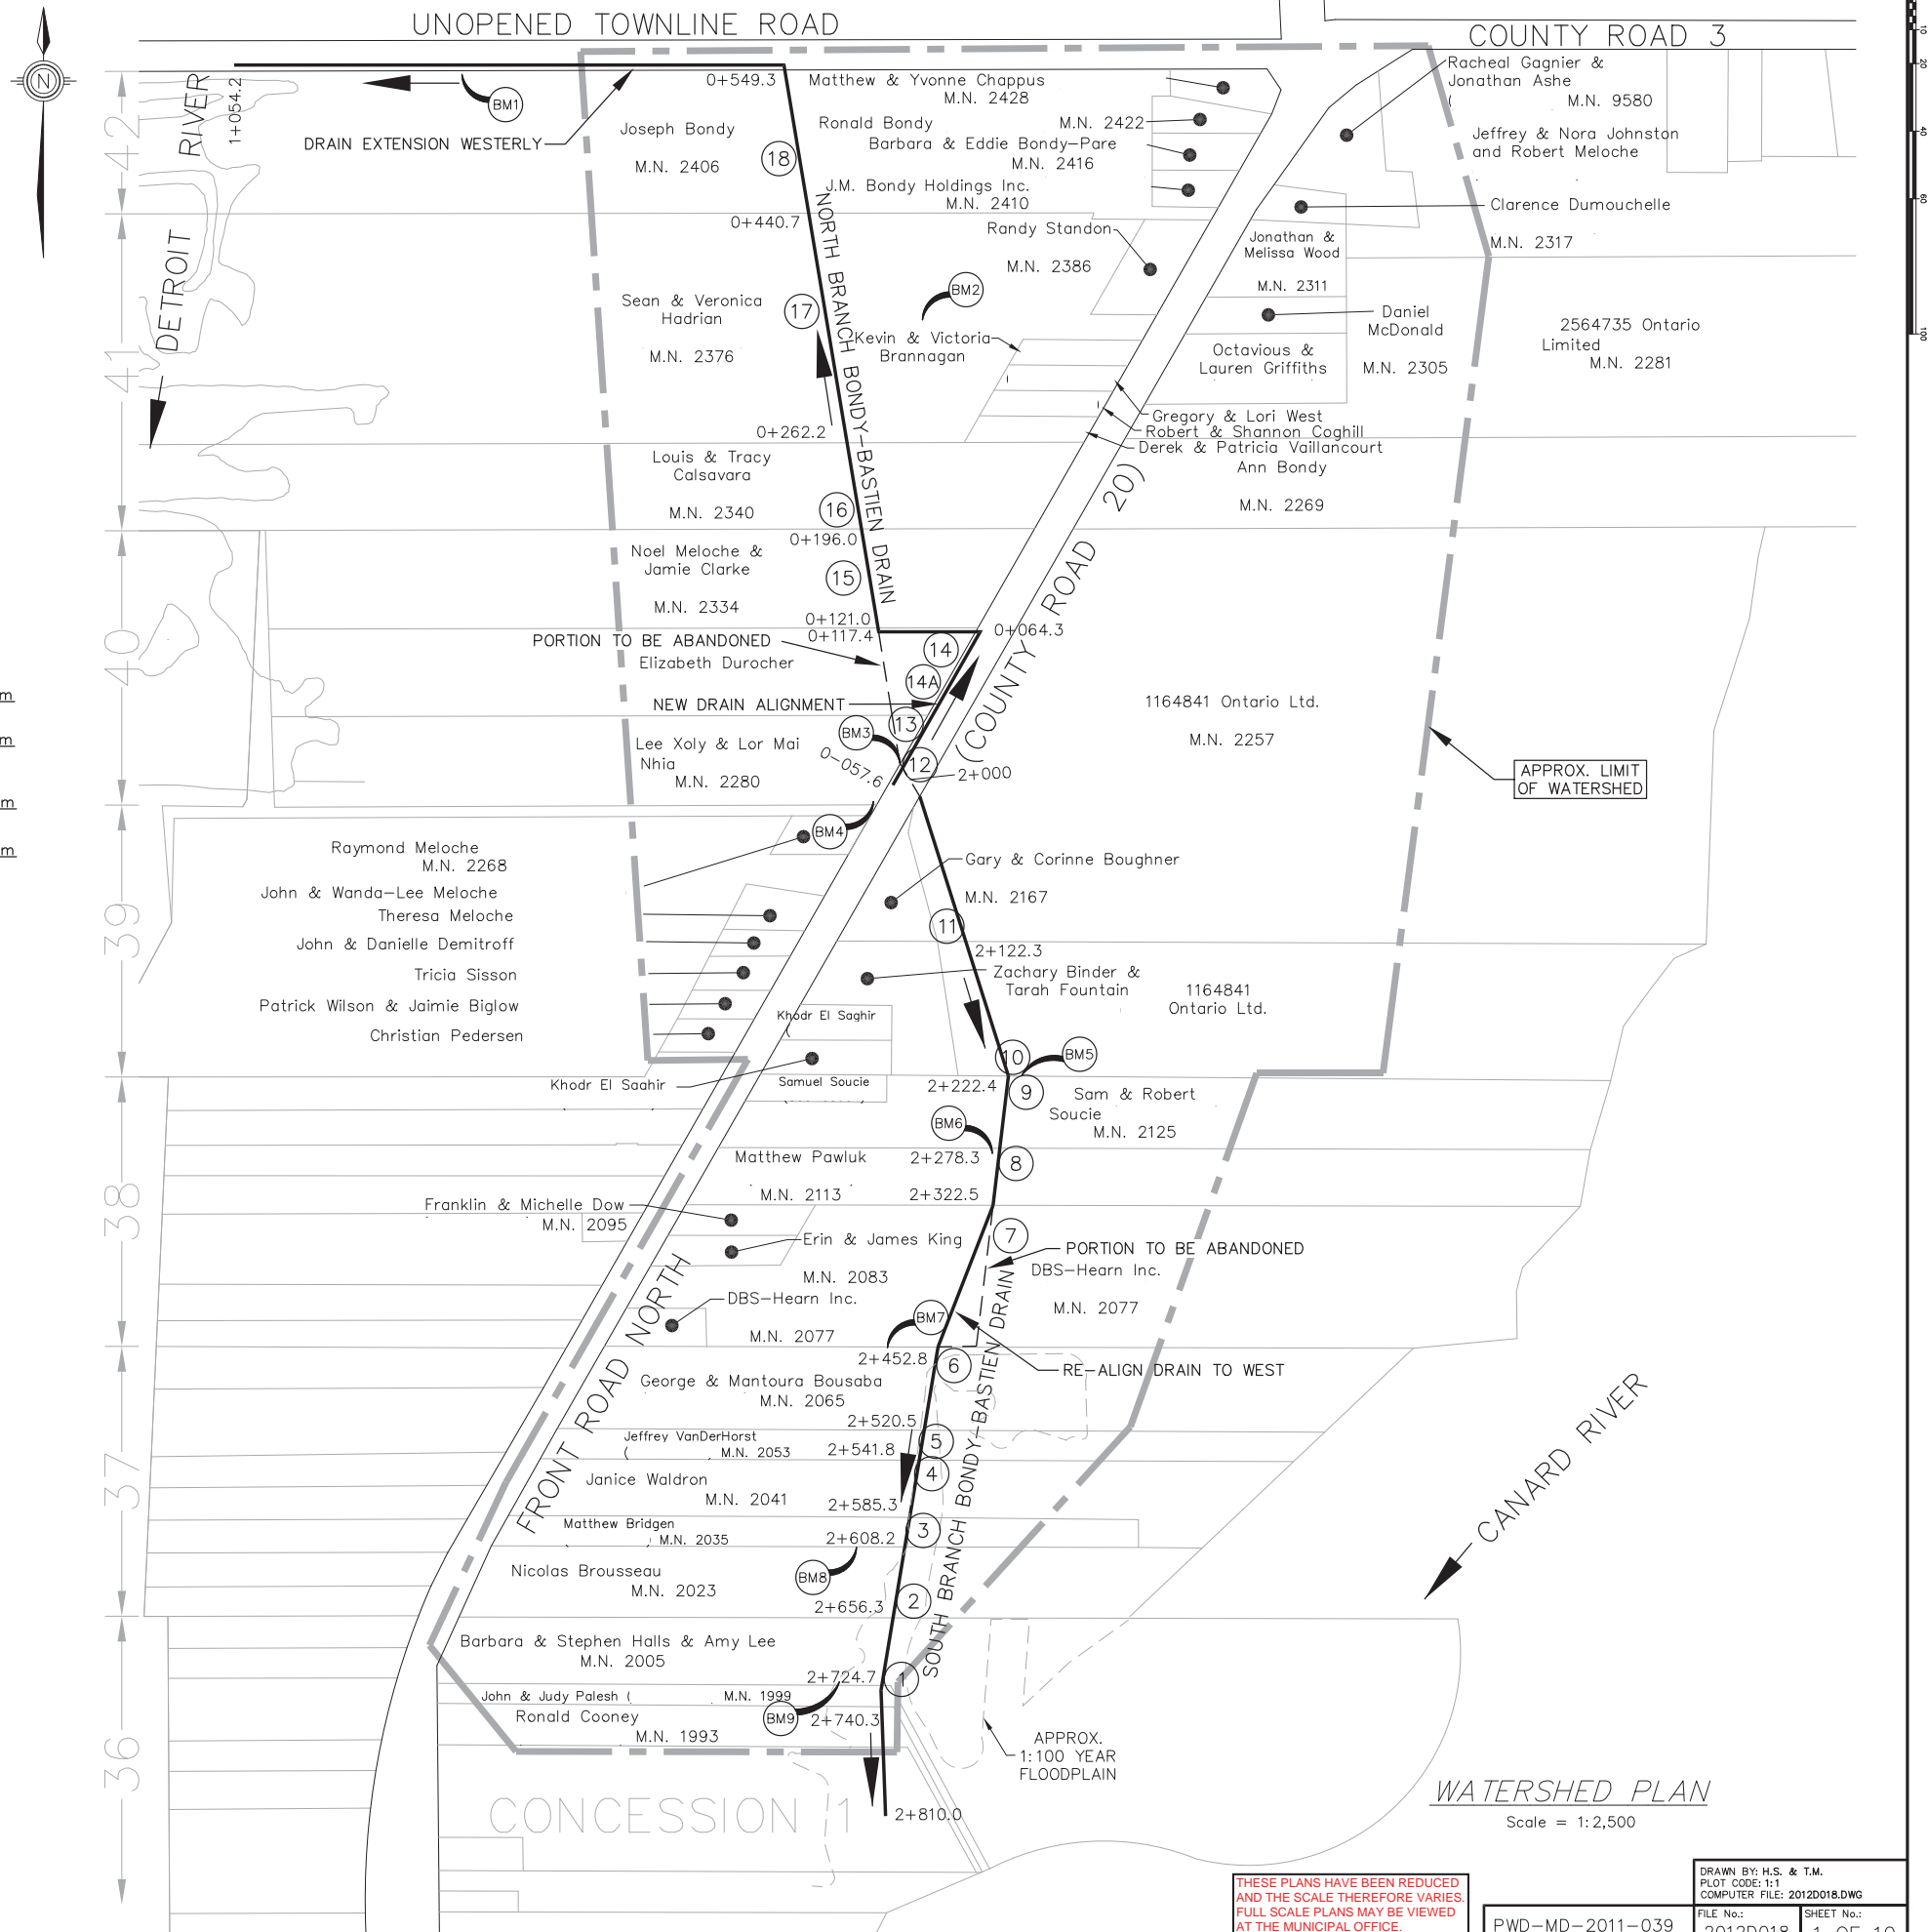 UNOPENED TOWNLINE ROAD
COUNTY ROAD 3
N
DETROIT RIVER
1+054.2
BM1
DRAIN EXTENSION WESTERLY
0+549.3
Matthew & Yvonne Chappus
M.N. 2428
Joseph Bondy
M.N. 2406
18
Ronald Bondy
M.N. 2422
Barbara & Eddie Bondy-Pare
M.N. 2416
J.M. Bondy Holdings Inc.
M.N. 2410
Racheal Gagnier &
Jonathan Ashe
( M.N. 9580
Jeffrey & Nora Johnston
and Robert Meloche
Clarence Dumouchelle
M.N. 2317
42
0+440.7
NORTH BRANCH BONDY-BASTIEN DRAIN
Randy Standon
M.N. 2386
Jonathan &
Melissa Wood
M.N. 2311
Sean & Veronica
Hadrian
M.N. 2376
17
BM2
Kevin & Victoria
Brannagan
Daniel
McDonald
M.N. 2305
Octavious &
Lauren Griffiths
2564735 Ontario
Limited
M.N. 2281
41
Gregory & Lori West
Robert & Shannon Coghill
Derek & Patricia Vaillancourt
Ann Bondy
M.N. 2269
0+262.2
Louis & Tracy
Calsavara
M.N. 2340
16
0+196.0
Noel Meloche &
Jamie Clarke
M.N. 2334
15
0+121.0
0+117.4
0+064.3
PORTION TO BE ABANDONED
Elizabeth Durocher
14
14A
NEW DRAIN ALIGNMENT
13
BM3
40
Lee Xoly & Lor Mai
Nhia
M.N. 2280
0-057.6
12
2+000
(COUNTY ROAD 20)
1164841 Ontario Ltd.
M.N. 2257
APPROX. LIMIT
OF WATERSHED
m
m
m
m
BM4
Raymond Meloche
M.N. 2268
John & Wanda-Lee Meloche
Theresa Meloche
John & Danielle Demitroff
Tricia Sisson
Patrick Wilson & Jaimie Biglow
Christian Pedersen
39
Gary & Corinne Boughner
M.N. 2167
11
2+122.3
Zachary Binder &
Tarah Fountain
1164841
Ontario Ltd.
Khodr El Saghir
(
Khodr El Saahir
Samuel Soucie
10
BM5
2+222.4
9
Sam & Robert
Soucie
M.N. 2125
BM6
Matthew Pawluk
M.N. 2113
2+278.3
8
2+322.5
38
Franklin & Michelle Dow
M.N. 2095
Erin & James King
M.N. 2083
7
PORTION TO BE ABANDONED
DBS-Hearn Inc.
M.N. 2077
DBS-Hearn Inc.
M.N. 2077
BM7
2+452.8
6
RE-ALIGN DRAIN TO WEST
FRONT ROAD NORTH
SOUTH BRANCH BONDY-BASTIEN DRAIN
George & Mantoura Bousaba
M.N. 2065
2+520.5
Jeffrey VanDerHorst
( M.N. 2053
2+541.8
5
4
37
Janice Waldron
M.N. 2041
2+585.3
3
Matthew Bridgen
M.N. 2035
2+608.2
BM8
Nicolas Brousseau
M.N. 2023
2+656.3
2
CANARD RIVER
Barbara & Stephen Halls & Amy Lee
M.N. 2005
2+724.7
1
John & Judy Palesh ( M.N. 1999
Ronald Cooney
M.N. 1993
BM9
2+740.3
36
APPROX.
1:100 YEAR
FLOODPLAIN
2+810.0
CONCESSION 1
WATERSHED PLAN
Scale = 1:2,500
THESE PLANS HAVE BEEN REDUCED
AND THE SCALE THEREFORE VARIES.
FULL SCALE PLANS MAY BE VIEWED
AT THE MUNICIPAL OFFICE.
DRAWN BY: H.S. & T.M.
PLOT CODE: 1:1
COMPUTER FILE: 2012D018.DWG
PWD-MD-2011-039
FILE No.:
2012D018
SHEET No.:
1 OF 10